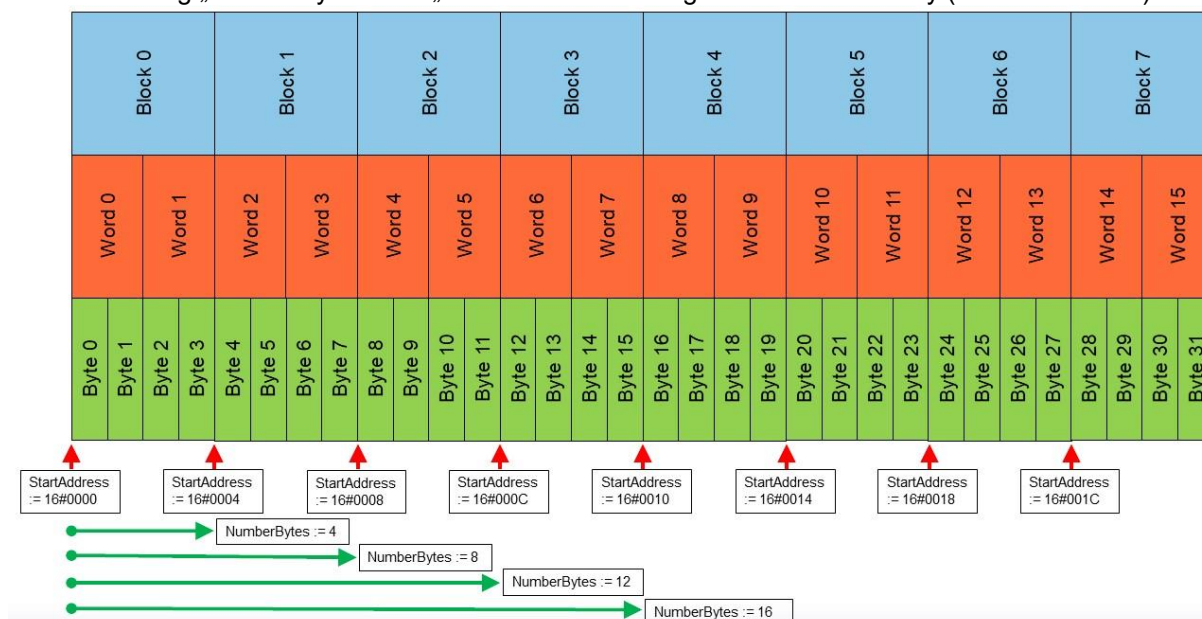 Block 0 Block 1 Block 2 Block 3 Block 4 Block 5 Block 6 Block 7
Word 0 Word 1 Word 2 Word 3 Word 4 Word 5 Word 6 Word 7 Word 8 Word 9 Word 10 Word 11 Word 12 Word 13 Word 14 Word 15
Byte 0 Byte 1 Byte 2 Byte 3 Byte 4 Byte 5 Byte 6 Byte 7 Byte 8 Byte 9 Byte 10 Byte 11 Byte 12 Byte 13 Byte 14 Byte 15 Byte 16 Byte 17 Byte 18 Byte 19 Byte 20 Byte 21 Byte 22 Byte 23 Byte 24 Byte 25 Byte 26 Byte 27 Byte 28 Byte 29 Byte 30 Byte 31
StartAddress
:= 16#0000
StartAddress
:= 16#0004
StartAddress
:= 16#0008
StartAddress
:= 16#000C
StartAddress
:= 16#0010
StartAddress
:= 16#0014
StartAddress
:= 16#0018
StartAddress
:= 16#001C
NumberBytes := 4
NumberBytes := 8
NumberBytes := 12
NumberBytes := 16